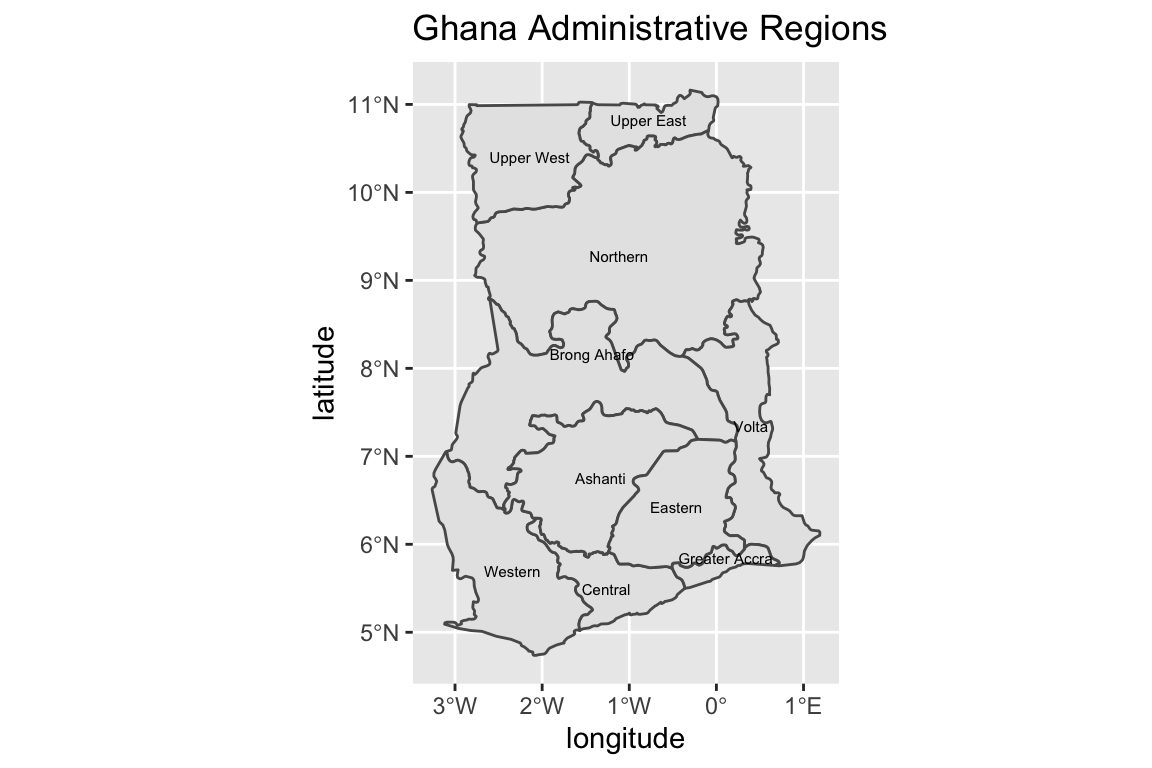 Ghana Administrative Regions
latitude
11°N
10°N
9°N
8°N
7°N
6°N
5°N
Upper East
Upper West
Northern
Brong Ahafo
Volta
Ashanti
Eastern
Greater Accra
Western
Central
3°W 2°W 1°W 0° 1°E
longitude